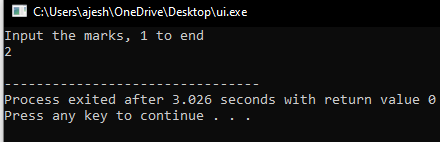 C:\Users\ajesh\OneDrive\Desktop\ui.exe
Input the marks, 1 to end
2
--------------------------------
Process exited after 3.026 seconds with return value 0
Press any key to continue . . .